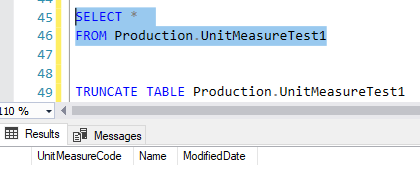 44
45 SELECT *
46 FROM Production.UnitMeasureTest1
47
48
49 TRUNCATE TABLE Production.UnitMeasureTest1
110 %
Results Messages
UnitMeasureCode Name ModifiedDate